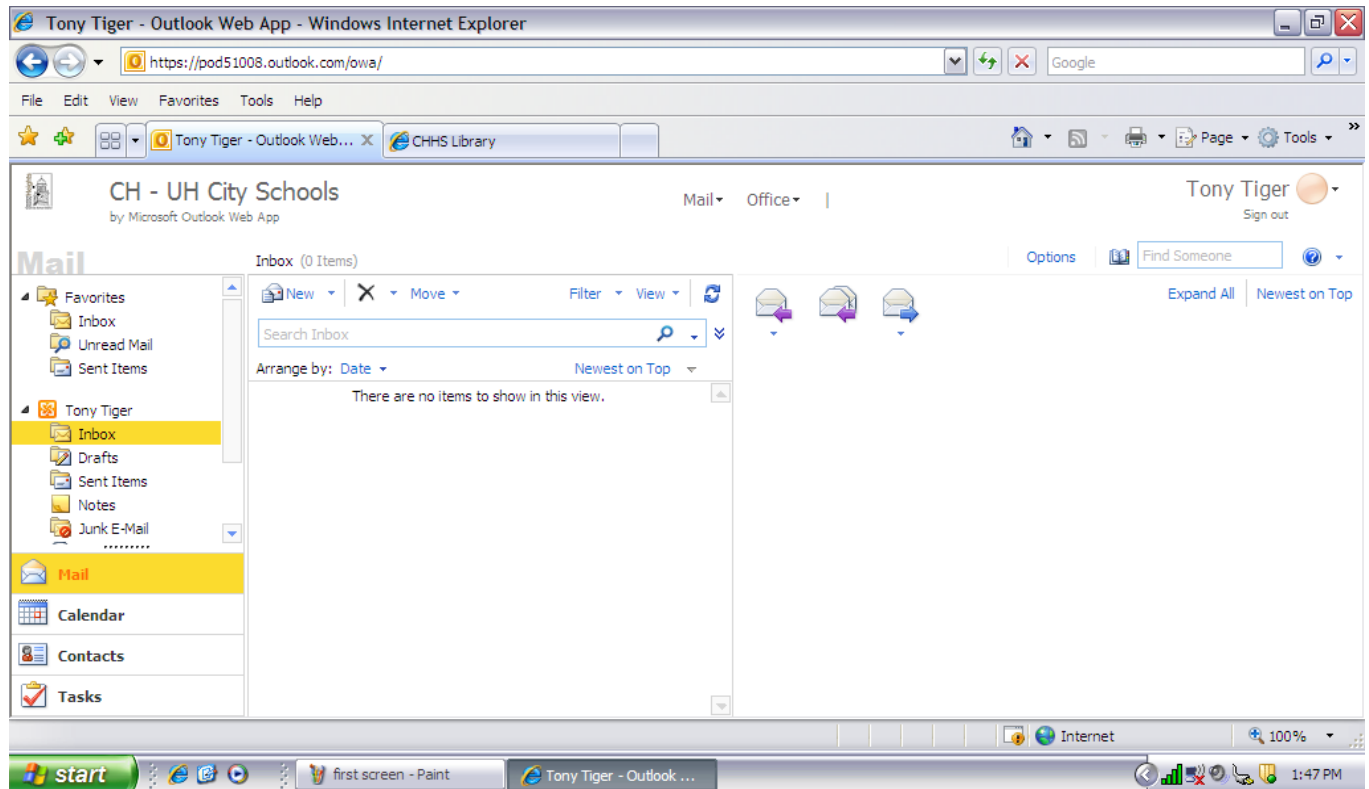 Tony Tiger - Outlook Web App - Windows Internet Explorer
https://pod51008.outlook.com/owa/
Google
File Edit View Favorites Tools Help
Tony Tiger - Outlook Web... X CHHS Library
Page Tools »
CH - UH City Schools
by Microsoft Outlook Web App
Mail Office |
Tony Tiger
Sign out
Mail
Inbox (0 Items)
Options
Find Someone
Favorites
Inbox
Unread Mail
Sent Items
Tony Tiger
Inbox
Drafts
Sent Items
Notes
Junk E-Mail
New Move Filter View
Search Inbox
Arrange by: Date Newest on Top
There are no items to show in this view.
Expand All Newest on Top
Mail
Calendar
Contacts
Tasks
Internet 100%
start first screen - Paint Tony Tiger - Outlook ... 1:47 PM